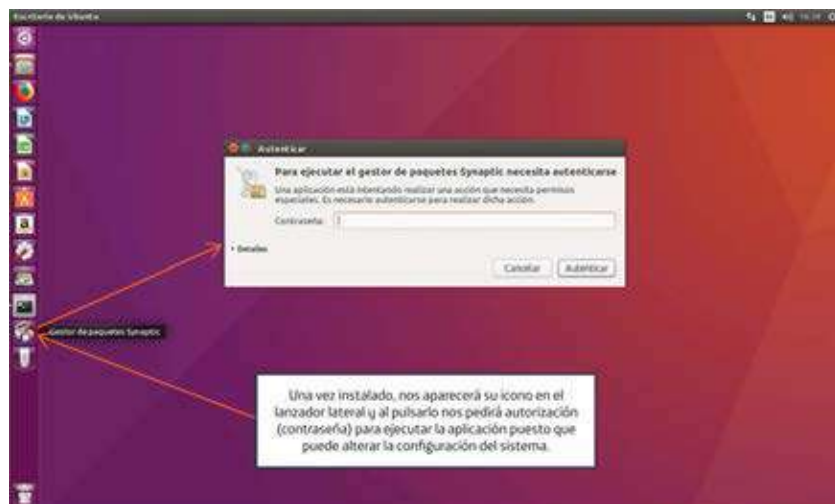 Escritorio de Ubuntu
Autenticar
Para ejecutar el gestor de paquetes Synaptic necesita autenticarse
Una aplicación está intentando realizar una acción que necesita permisos
especiales. Es necesario autenticarse para realizar dicha acción.
Contraseña:
Detalles
Cancelar
Autenticar
Gestor de paquetes Synaptic
Una vez instalado, nos aparecerá su icono en el
lanzador lateral y al pulsarlo nos pedirá autorización
(contraseña) para ejecutar la aplicación puesto que
puede alterar la configuración del sistema.